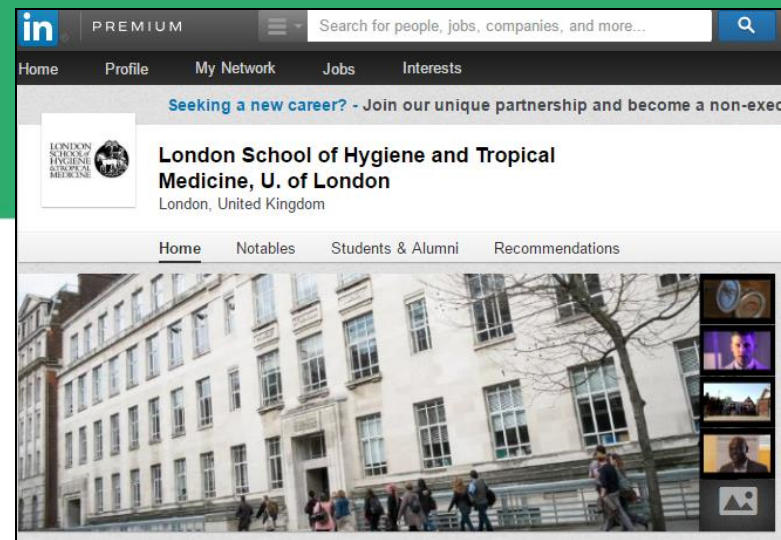 in PREMIUM Search for people, jobs, companies, and more...
Home Profile My Network Jobs Interests
Seeking a new career? - Join our unique partnership and become a non-exec
LONDON
SCHOOL of
HYGIENE
& TROPICAL
MEDICINE
London School of Hygiene and Tropical
Medicine, U. of London
London, United Kingdom
Home Notables Students & Alumni Recommendations